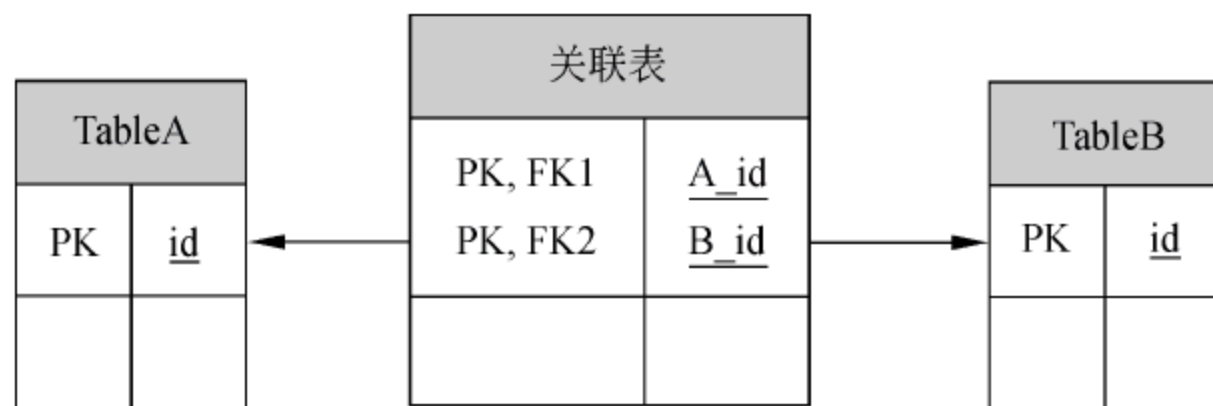 TableA
PK id
关联表
PK, FK1 A_id
PK, FK2 B_id
TableB
PK id